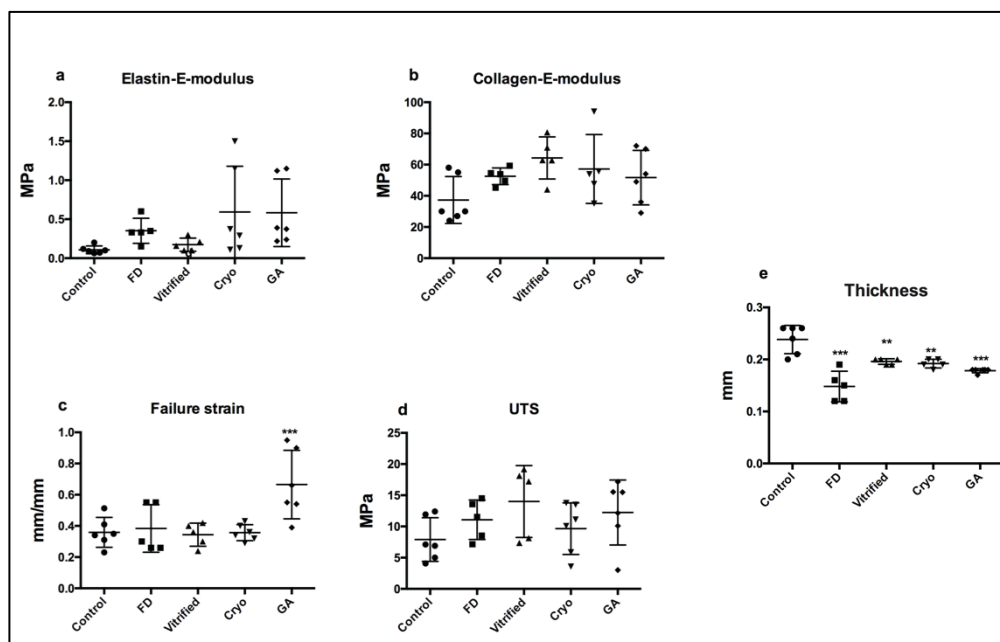 a
Elastin-E-modulus
2.0
1.5
1.0
0.5
0.0
MPa
Control
FD
Vitrified
Cryo
GA
b
Collagen-E-modulus
100
80
60
40
20
0
MPa
Control
FD
Vitrified
Cryo
GA
c
Failure strain
1.0
0.8
0.6
0.4
0.2
0.0
mm/mm
***
Control
FD
Vitrified
Cryo
GA
d
UTS
25
20
15
10
5
0
MPa
Control
FD
Vitrified
Cryo
GA
e
Thickness
0.3
0.2
0.1
0.0
mm
***
**
**
***
Control
FD
Vitrified
Cryo
GA